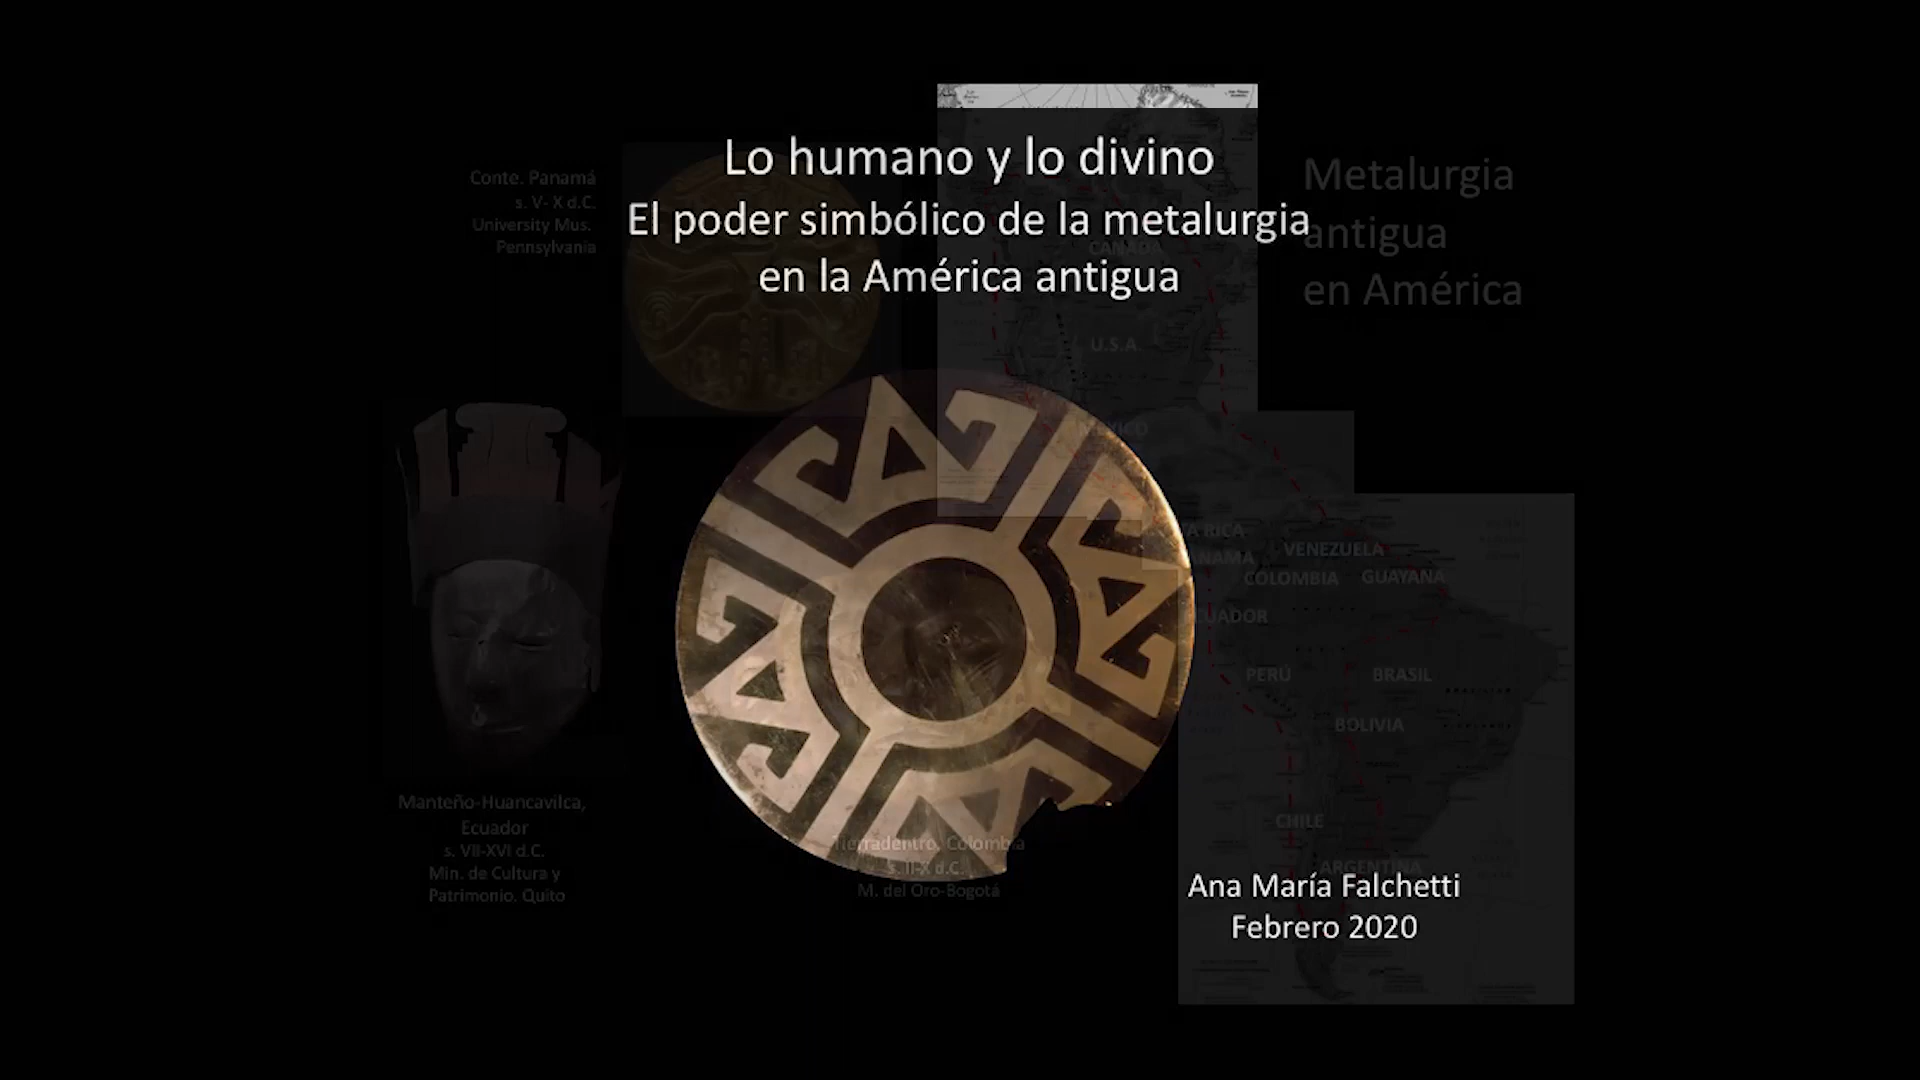 Lo humano y lo divino
El poder simbólico de la metalurgia
en la América antigua
Metalurgia
antigua
en América
Conte. Panamá
s. V- X d.C.
University Mus.
Pennsylvania
CANADA
U.S.A.
MÉXICO
VENEZUELA
COLOMBIA
GUAYANA
PERÚ
BRASIL
BOLIVIA
CHILE
ARGENTINA
Manteño-Huancavilca,
Ecuador
s. VII-XVI d.C.
Min. de Cultura y
Patrimonio. Quito
Tierradentro, Colombia
s. II-X d.C.
M. del Oro-Bogotá
Ana María Falchetti
Febrero 2020